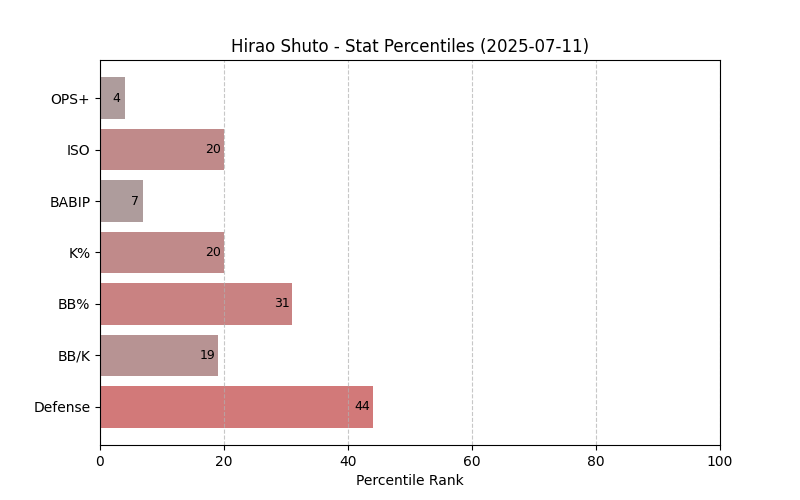 Hirao Shuto - Stat Percentiles (2025-07-11)
OPS+ 4
ISO 20
BABIP 7
K% 20
BB% 31
BB/K 19
Defense 44
0 20 40 60 80 100
Percentile Rank